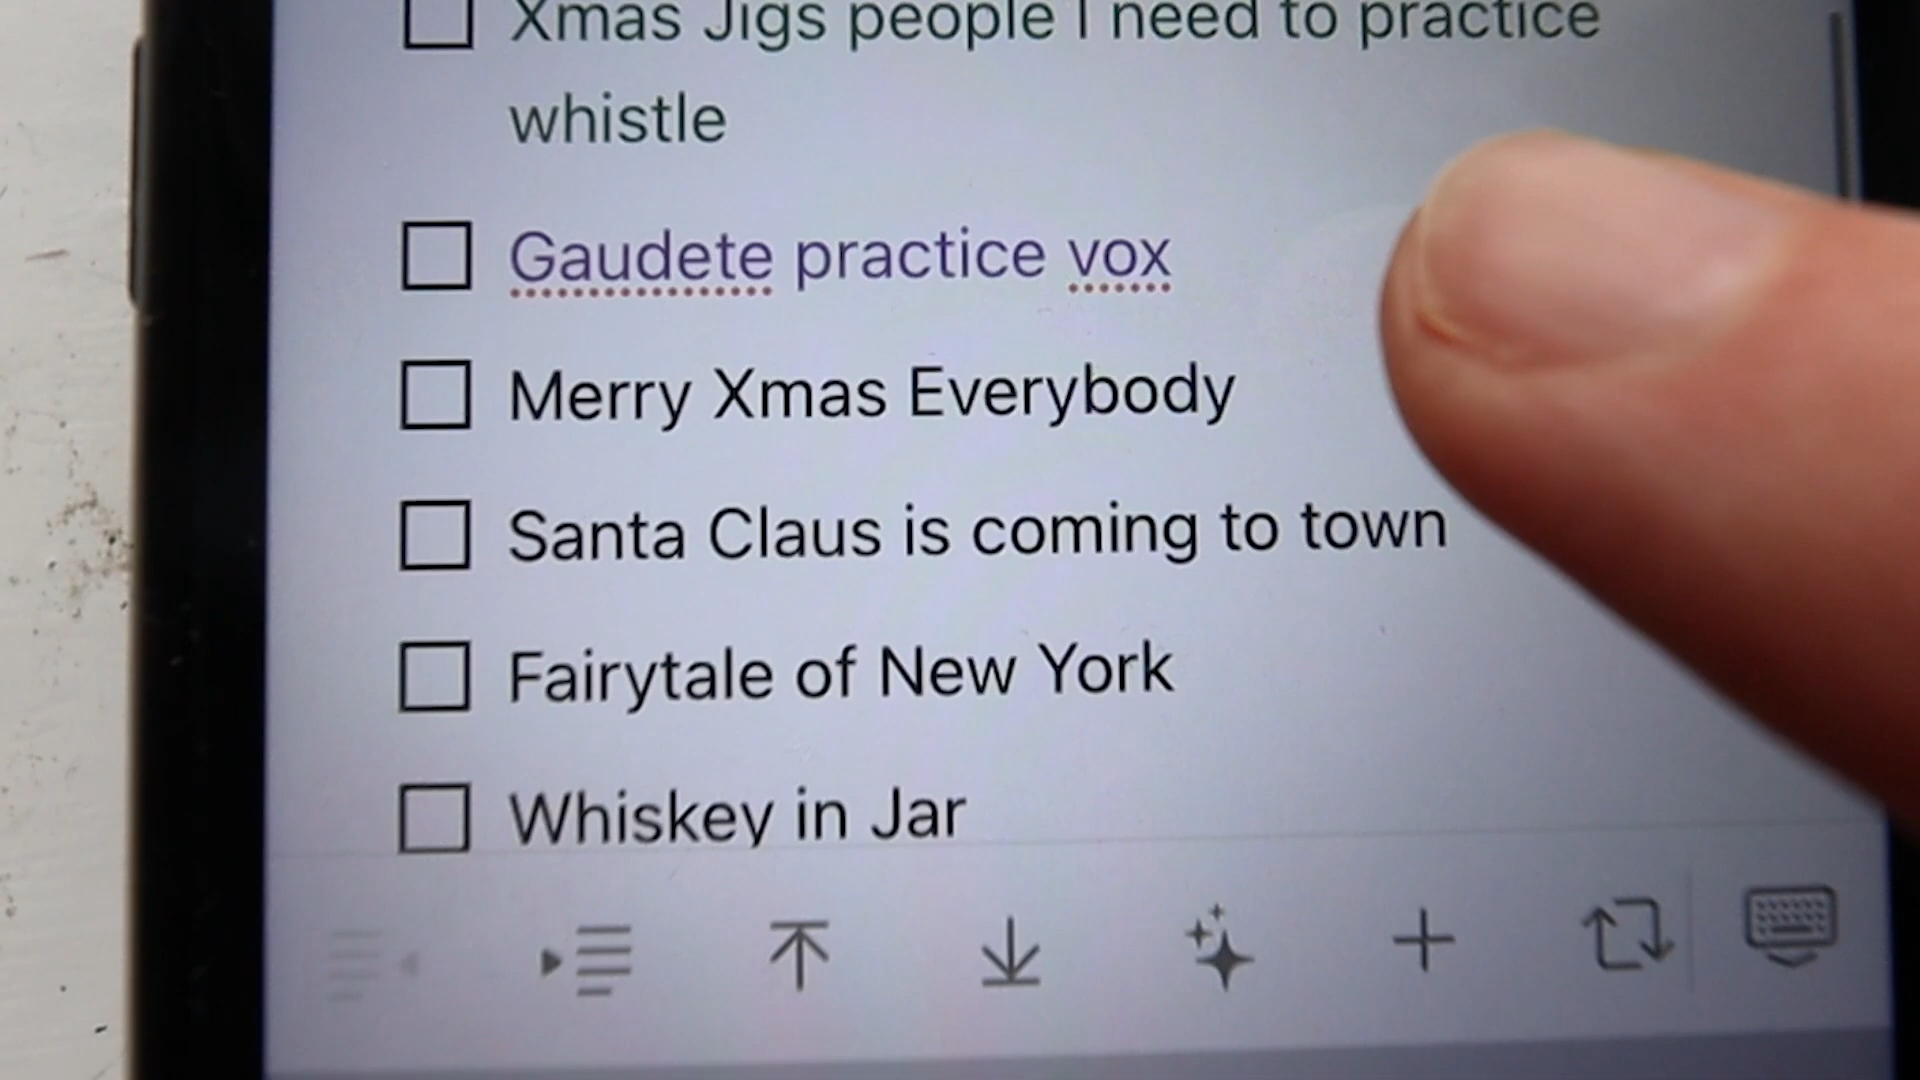 Xmas Jigs people I need to practice
whistle
Gaudete practice vox
Merry Xmas Everybody
Santa Claus is coming to town
Fairytale of New York
Whiskey in Jar